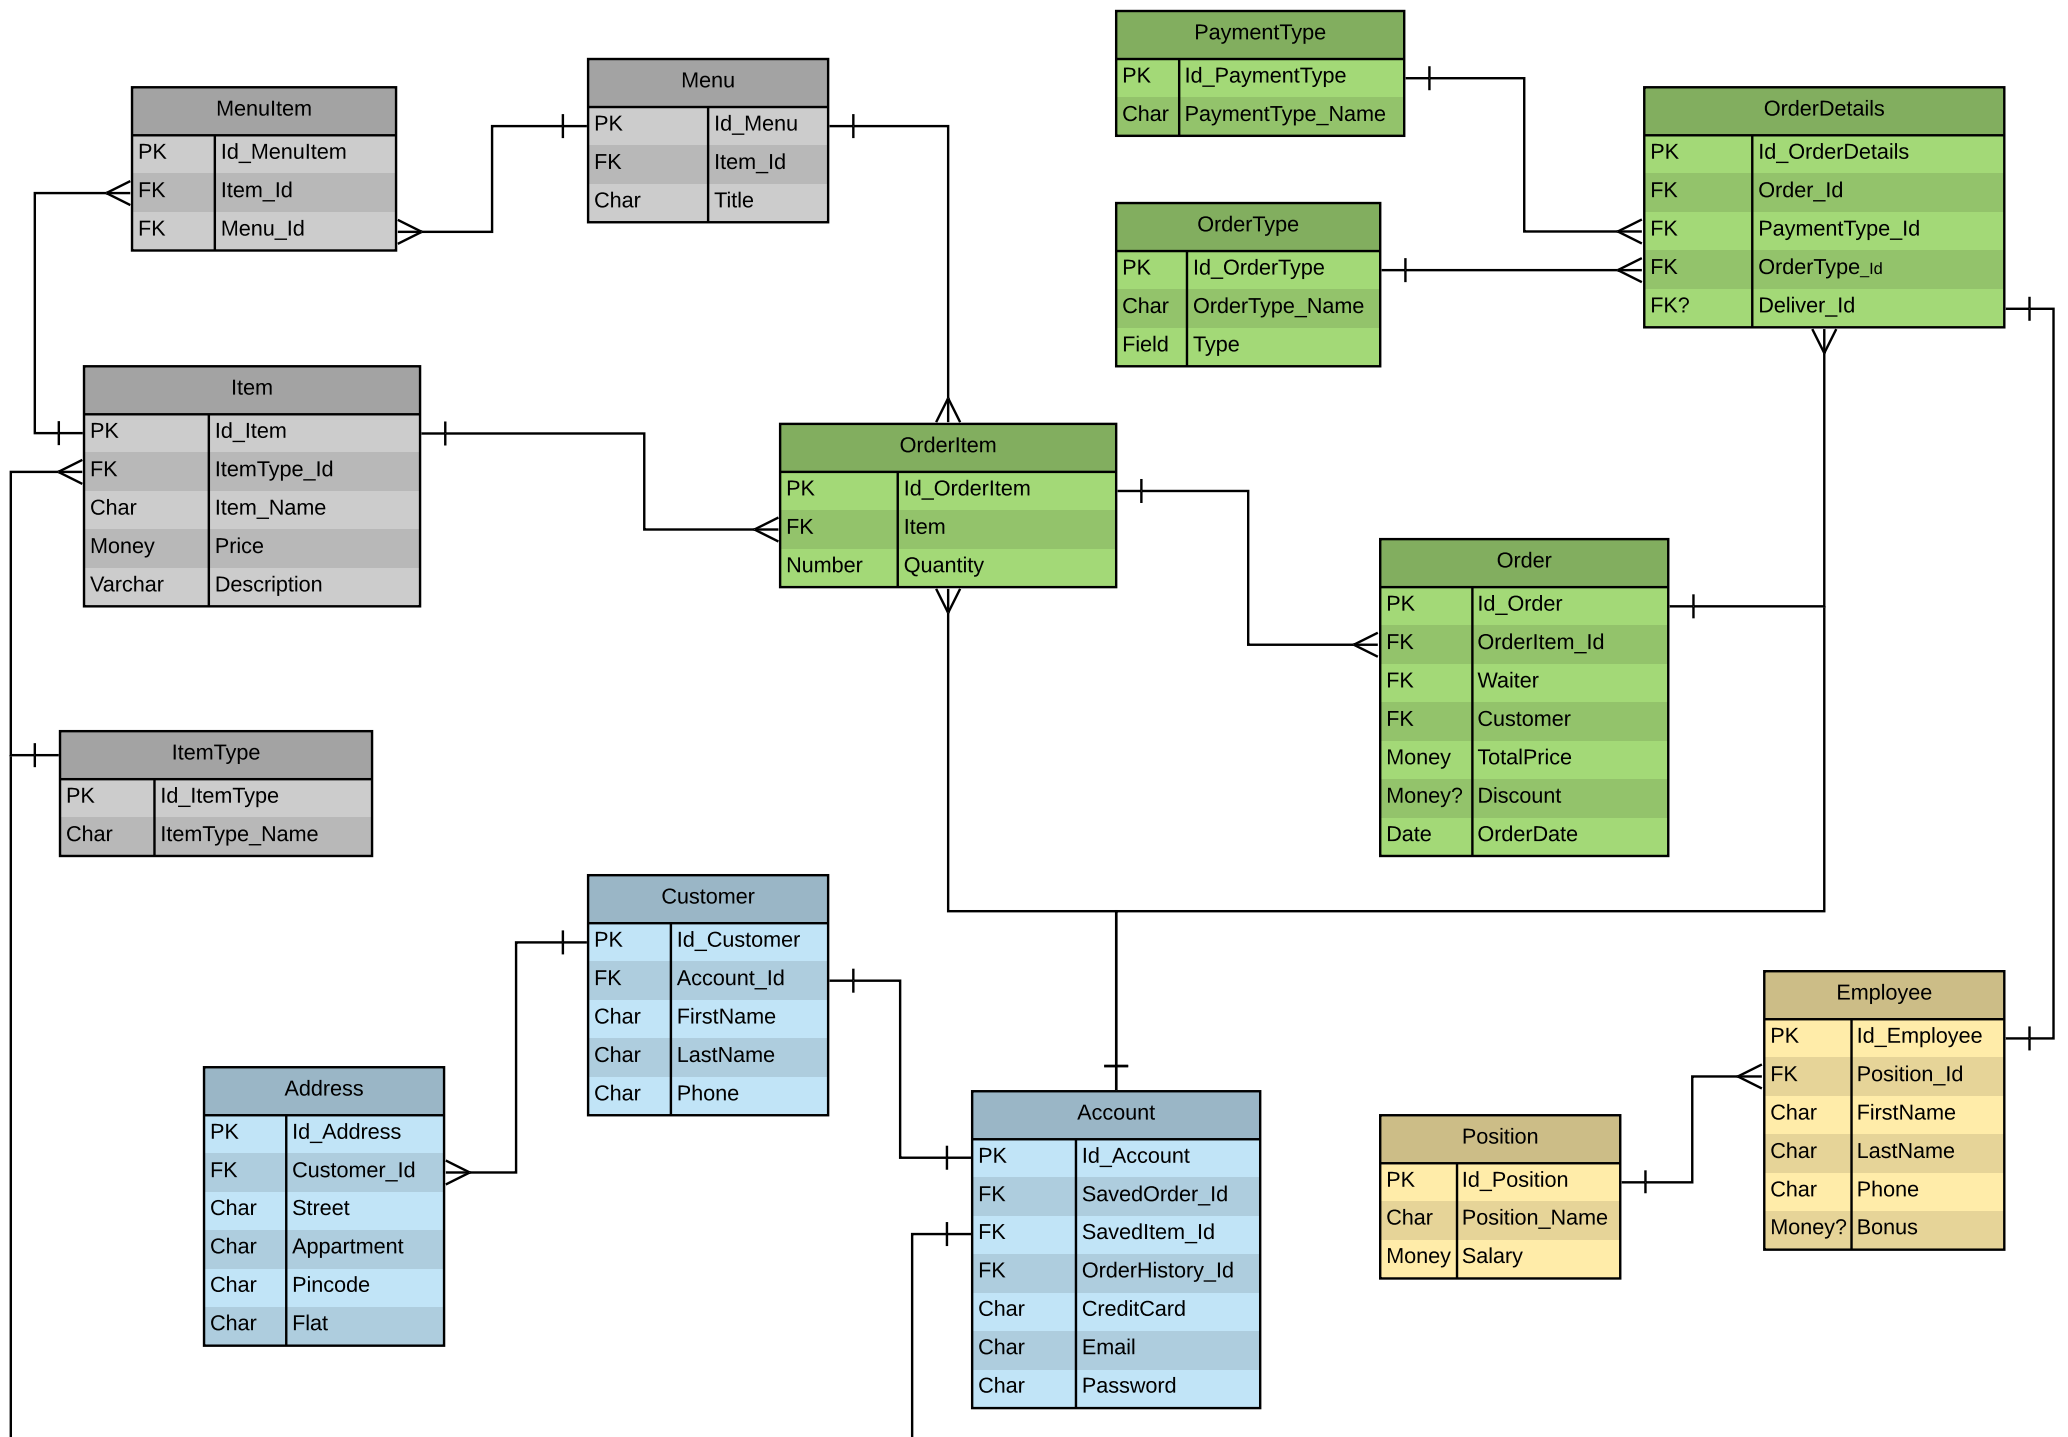 MenuItem
PK Id_MenuItem
FK Item_Id
FK Menu_Id
Menu
PK Id_Menu
FK Item_Id
Char Title
PaymentType
PK Id_PaymentType
Char PaymentType_Name
OrderDetails
PK Id_OrderDetails
FK Order_Id
FK PaymentType_Id
FK OrderType_Id
FK? Deliver_Id
OrderType
PK Id_OrderType
Char OrderType_Name
Field Type
Item
PK Id_Item
FK ItemType_Id
Char Item_Name
Money Price
Varchar Description
OrderItem
PK Id_OrderItem
FK Item
Number Quantity
Order
PK Id_Order
FK OrderItem_Id
FK Waiter
FK Customer
Money TotalPrice
Money? Discount
Date OrderDate
ItemType
PK Id_ItemType
Char ItemType_Name
Customer
PK Id_Customer
FK Account_Id
Char FirstName
Char LastName
Char Phone
Address
PK Id_Address
FK Customer_Id
Char Street
Char Appartment
Char Pincode
Char Flat
Account
PK Id_Account
FK SavedOrder_Id
FK SavedItem_Id
FK OrderHistory_Id
Char CreditCard
Char Email
Char Password
Position
PK Id_Position
Char Position_Name
Money Salary
Employee
PK Id_Employee
FK Position_Id
Char FirstName
Char LastName
Char Phone
Money? Bonus